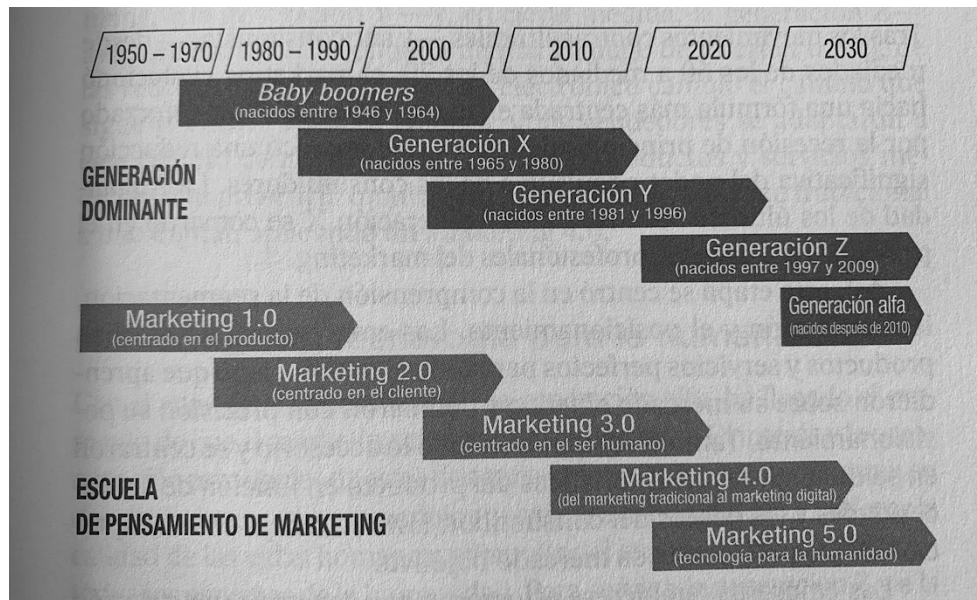 1950 – 1970 1980 – 1990 2000 2010 2020 2030
Baby boomers
(nacidos entre 1946 y 1964)
Generación X
(nacidos entre 1965 y 1980)
GENERACIÓN
DOMINANTE
Generación Y
(nacidos entre 1981 y 1996)
Generación Z
(nacidos entre 1997 y 2009)
Generación alfa
(nacidos después de 2010)
Marketing 1.0
(centrado en el producto)
Marketing 2.0
(centrado en el cliente)
Marketing 3.0
(centrado en el ser humano)
ESCUELA
DE PENSAMIENTO DE MARKETING
Marketing 4.0
(del marketing tradicional al marketing digital)
Marketing 5.0
(tecnología para la humanidad)